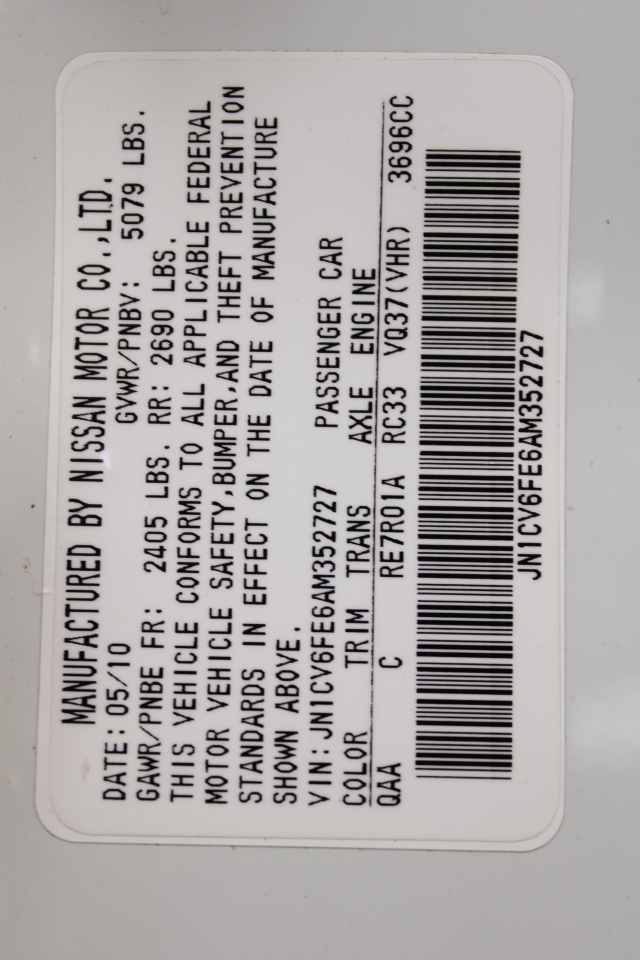 MANUFACTURED BY NISSAN MOTOR CO.,LTD.
DATE: 05/10 GVWR/PNBV: 5079 LBS.
GAWR/PNBE FR: 2405 LBS. RR: 2690 LBS.
THIS VEHICLE CONFORMS TO ALL APPLICABLE FEDERAL
MOTOR VEHICLE SAFETY,BUMPER,AND THEFT PREVENTION
STANDARDS IN EFFECT ON THE DATE OF MANUFACTURE
SHOWN ABOVE.
VIN: JN1CV6FE6AM352727 PASSENGER CAR
COLOR TRIM TRANS AXLE ENGINE
QAA C RE7R01A RC33 VQ37(VHR) 3696CC
JN1CV6FE6AM352727